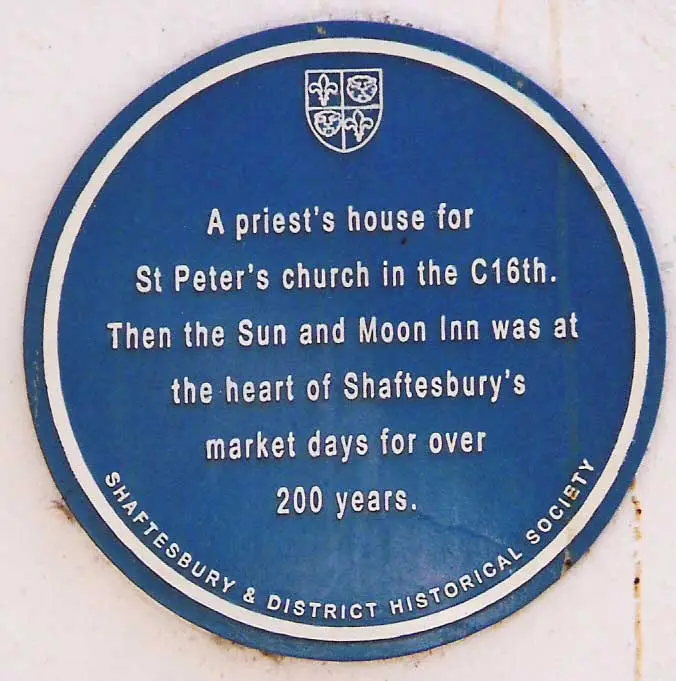 A priest's house for
St Peter's church in the C16th.
Then the Sun and Moon Inn was at
the heart of Shaftesbury's
market days for over
200 years.
SHAFTESBURY & DISTRICT HISTORICAL SOCIETY